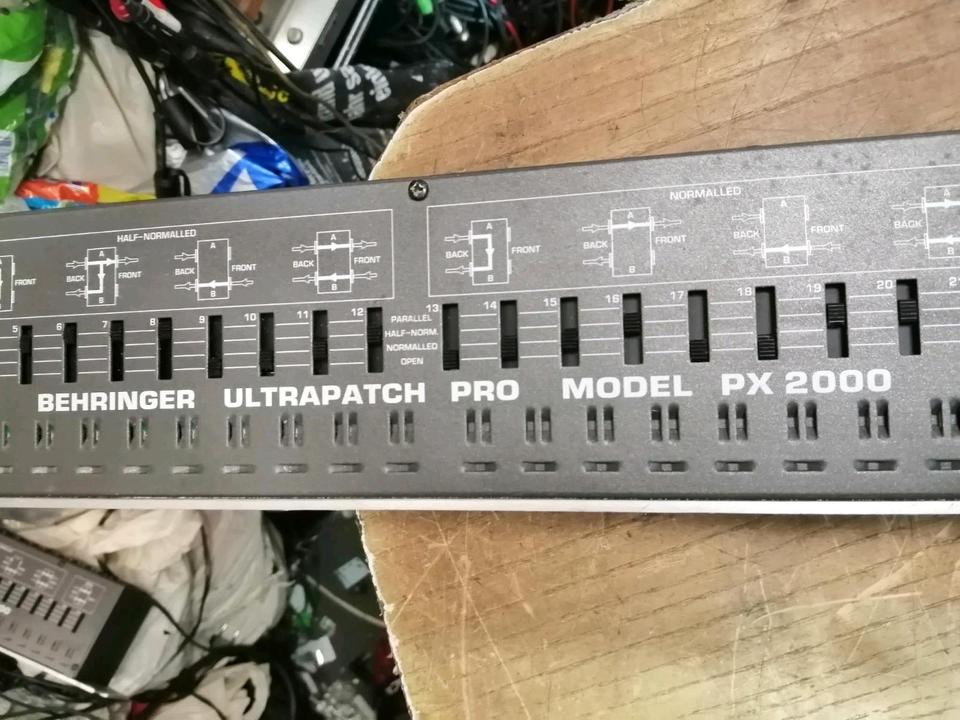 HALF-NORMALLED
NORMALLED
A
A
A
A
A
A
A
BACK
FRONT
FRONT
BACK
FRONT
BACK
FRONT
BACK
FRONT
BACK
FRONT
BACK
B
B
B
B
B
B
B
5 6 7 8 9 10 11 12 13 14 15 16 17 18 19 20 21
PARALLEL
HALF-NORM.
NORMALLED
OPEN
BEHRINGER ULTRAPATCH PRO MODEL PX 2000